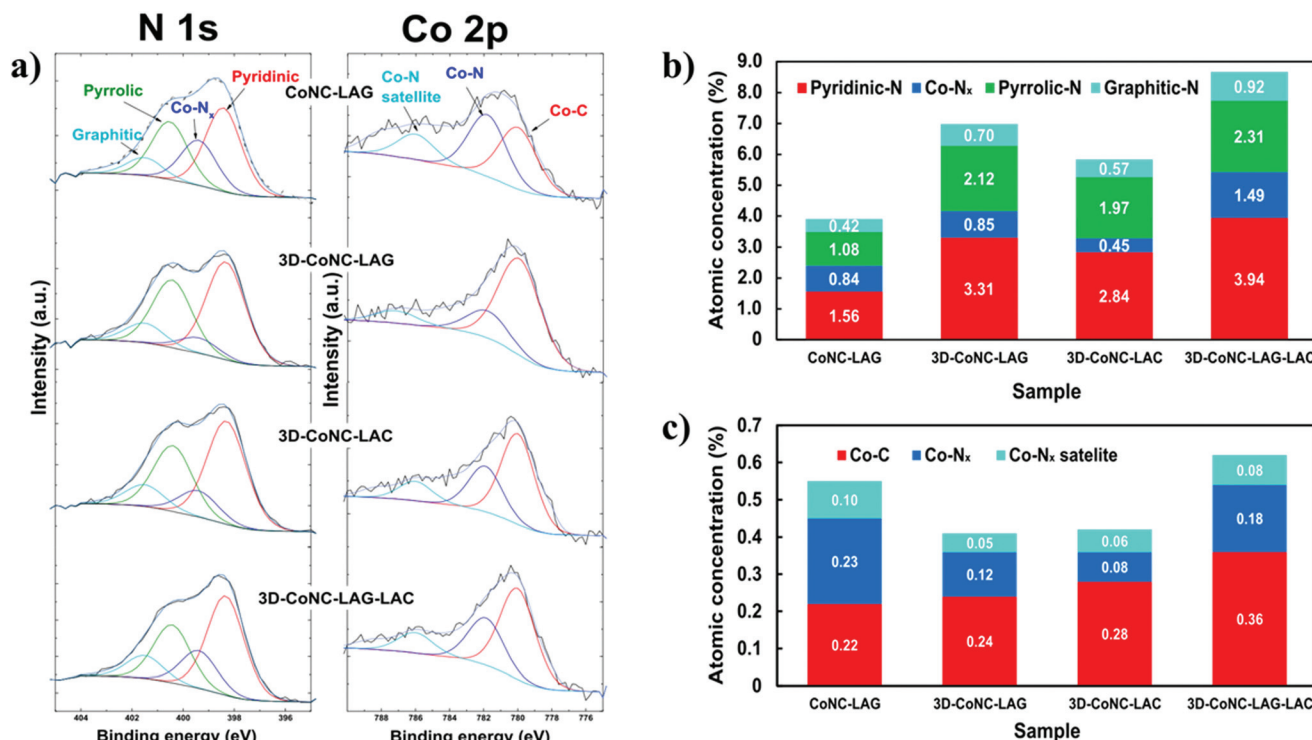 a)
N 1s
Co 2p
CoNC-LAG
Pyridinic
Pyrrolic
Co-Nx
Graphitic
Co-N
satellite
Co-N
Co-C
3D-CoNC-LAG
3D-CoNC-LAC
3D-CoNC-LAG-LAC
Intensity (a.u.)
Intensity (a.u.)
404 402 400 398 396
788 786 784 782 780 778 776
Binding energy (eV)
Binding energy (eV)
b)
Pyridinic-N Co-Nx Pyrrolic-N Graphitic-N
Atomic concentration (%)
9.0
8.0
7.0
6.0
5.0
4.0
3.0
2.0
1.0
0
0.42
1.08
0.84
1.56
0.70
2.12
0.85
3.31
0.57
1.97
0.45
2.84
0.92
2.31
1.49
3.94
CoNC-LAG 3D-CoNC-LAG 3D-CoNC-LAC 3D-CoNC-LAG-LAC
Sample
c)
Co-C Co-Nx Co-Nx satelite
Atomic concentration (%)
0.7
0.6
0.5
0.4
0.3
0.2
0.1
0
0.10
0.23
0.22
0.05
0.12
0.24
0.06
0.08
0.28
0.08
0.18
0.36
CoNC-LAG 3D-CoNC-LAG 3D-CoNC-LAC 3D-CoNC-LAG-LAC
Sample